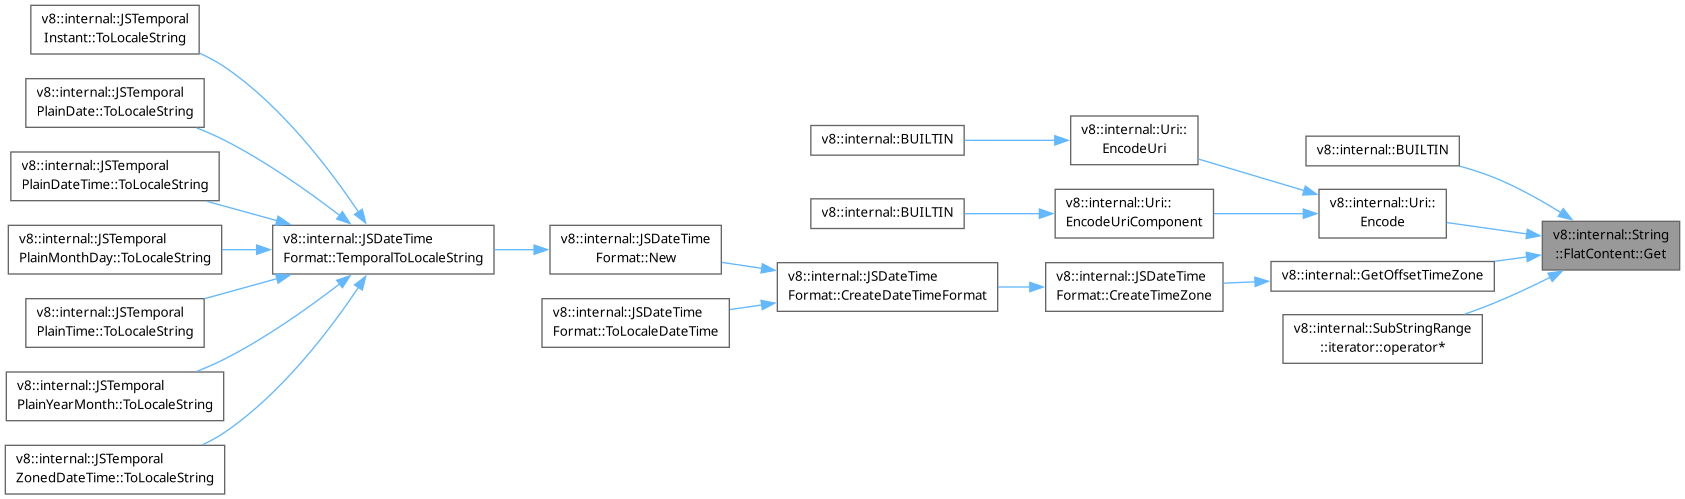 v8::internal::JSTemporal
Instant::ToLocaleString
v8::internal::JSTemporal
PlainDate::ToLocaleString
v8::internal::JSTemporal
PlainDateTime::ToLocaleString
v8::internal::JSTemporal
PlainMonthDay::ToLocaleString
v8::internal::JSTemporal
PlainTime::ToLocaleString
v8::internal::JSTemporal
PlainYearMonth::ToLocaleString
v8::internal::JSTemporal
ZonedDateTime::ToLocaleString
v8::internal::JSDateTime
Format::TemporalToLocaleString
v8::internal::JSDateTime
Format::New
v8::internal::JSDateTime
Format::ToLocaleDateTime
v8::internal::BUILTIN
v8::internal::BUILTIN
v8::internal::JSDateTime
Format::CreateDateTimeFormat
v8::internal::Uri::
EncodeUri
v8::internal::Uri::
EncodeUriComponent
v8::internal::JSDateTime
Format::CreateTimeZone
v8::internal::BUILTIN
v8::internal::Uri::
Encode
v8::internal::GetOffsetTimeZone
v8::internal::SubStringRange
::iterator::operator*
v8::internal::String
::FlatContent::Get